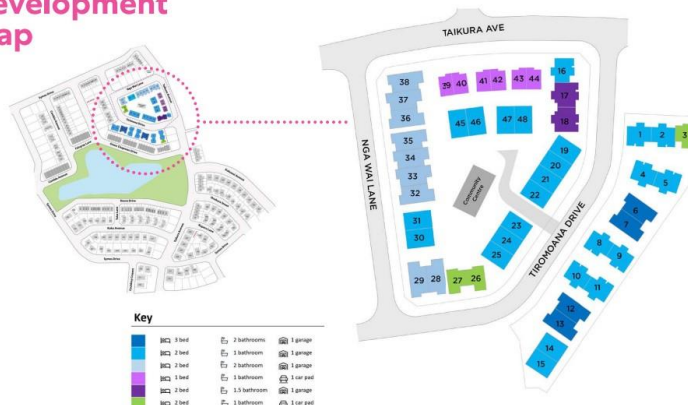 evelopment
ap
TAIKURA AVE
NGA WAI LANE
TIROMOANA DRIVE
Community
Centre
38
37
36
35
34
33
32
31
30
29 28
27 26
39 40
41 42
43 44
45 46
47 48
16
17
18
19
20
21
22
23
24
25
1 2 3
4 5
6
7
8
9
10
11
12
13
14
15
Key
3 bed 2 bathrooms 1 garage
2 bed 1 bathroom 1 garage
2 bed 2 bathroom 1 garage
1 bed 1 bathroom 1 car pad
2 bed 1.5 bathroom 1 garage
2 bed 1 bathroom 1 car pad